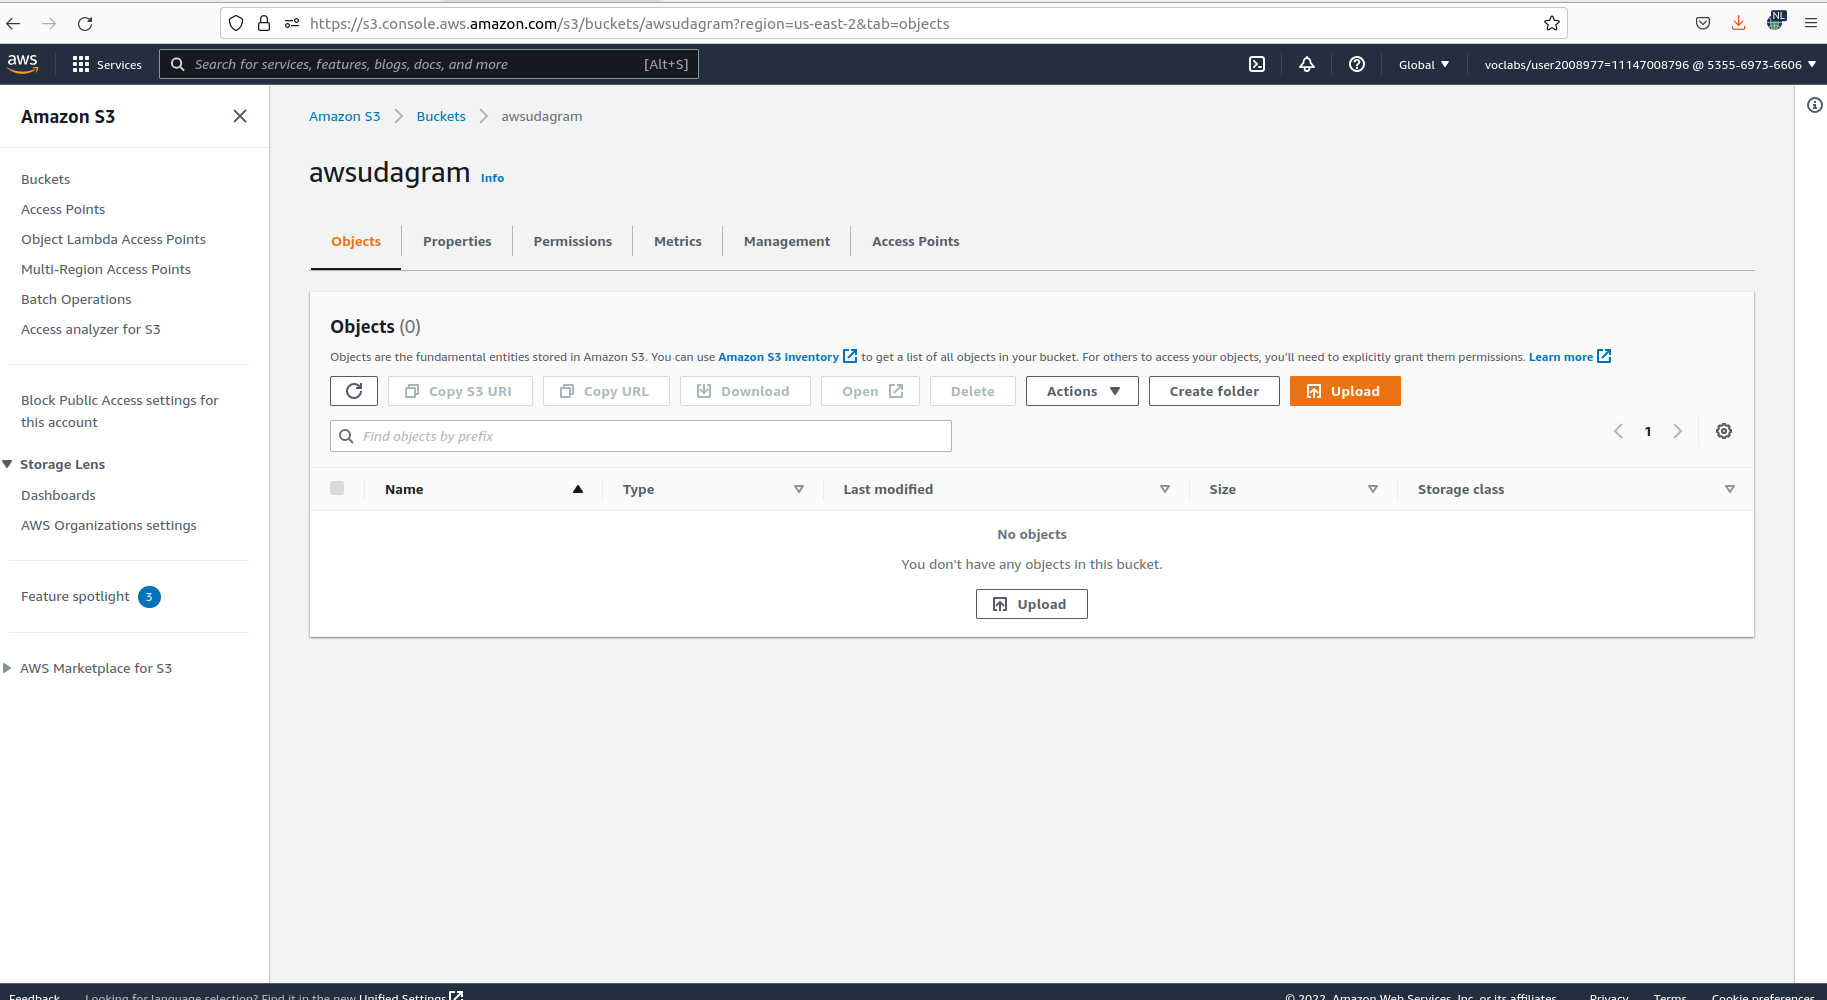 https://s3.console.aws.amazon.com/s3/buckets/awsudagram?region=us-east-2&tab=objects
NL
aws
Services
Search for services, features, blogs, docs, and more
[Alt+S]
Global
voclabs/user2008977=11147008796 @ 5355-6973-6606
Amazon S3
Buckets
Access Points
Object Lambda Access Points
Multi-Region Access Points
Batch Operations
Access analyzer for S3
Block Public Access settings for
this account
Storage Lens
Dashboards
AWS Organizations settings
Feature spotlight 3
AWS Marketplace for S3
Amazon S3 Buckets awsudagram
awsudagram Info
Objects Properties Permissions Metrics Management Access Points
Objects (0)
Objects are the fundamental entities stored in Amazon S3. You can use Amazon S3 inventory to get a list of all objects in your bucket. For others to access your objects, you'll need to explicitly grant them permissions. Learn more
Copy S3 URI Copy URL Download Open Delete Actions Create folder Upload
Find objects by prefix
1
Name Type Last modified Size Storage class
No objects
You don't have any objects in this bucket.
Upload
Feedback Looking for language selection? Find it in the new Unified Settings © 2022, Amazon Web Services, Inc. or its affiliates. Privacy Terms Cookie preferences